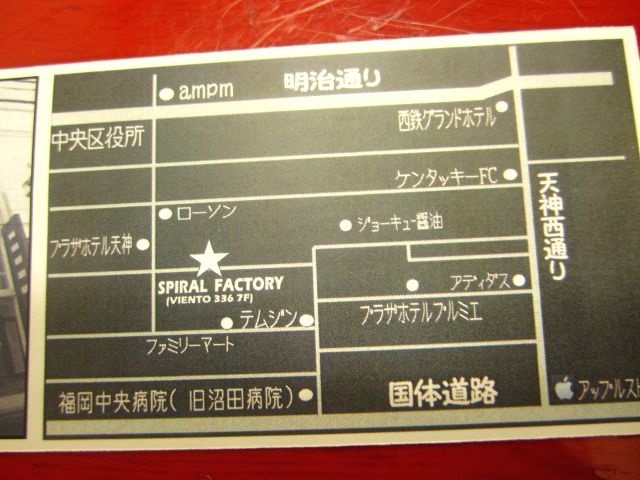 ampm
明治通り
中央区役所
西鉄グランドホテル
ケンタッキーFC
ローソン
ジョーキュー醤油
天神西通り
プラザホテル天神
SPIRAL FACTORY
(VIENTO 336 7F)
アディダス
テムジン
プラザホテルプルミエ
ファミリーマート
福岡中央病院(旧沼田病院)
国体道路
アップルスト